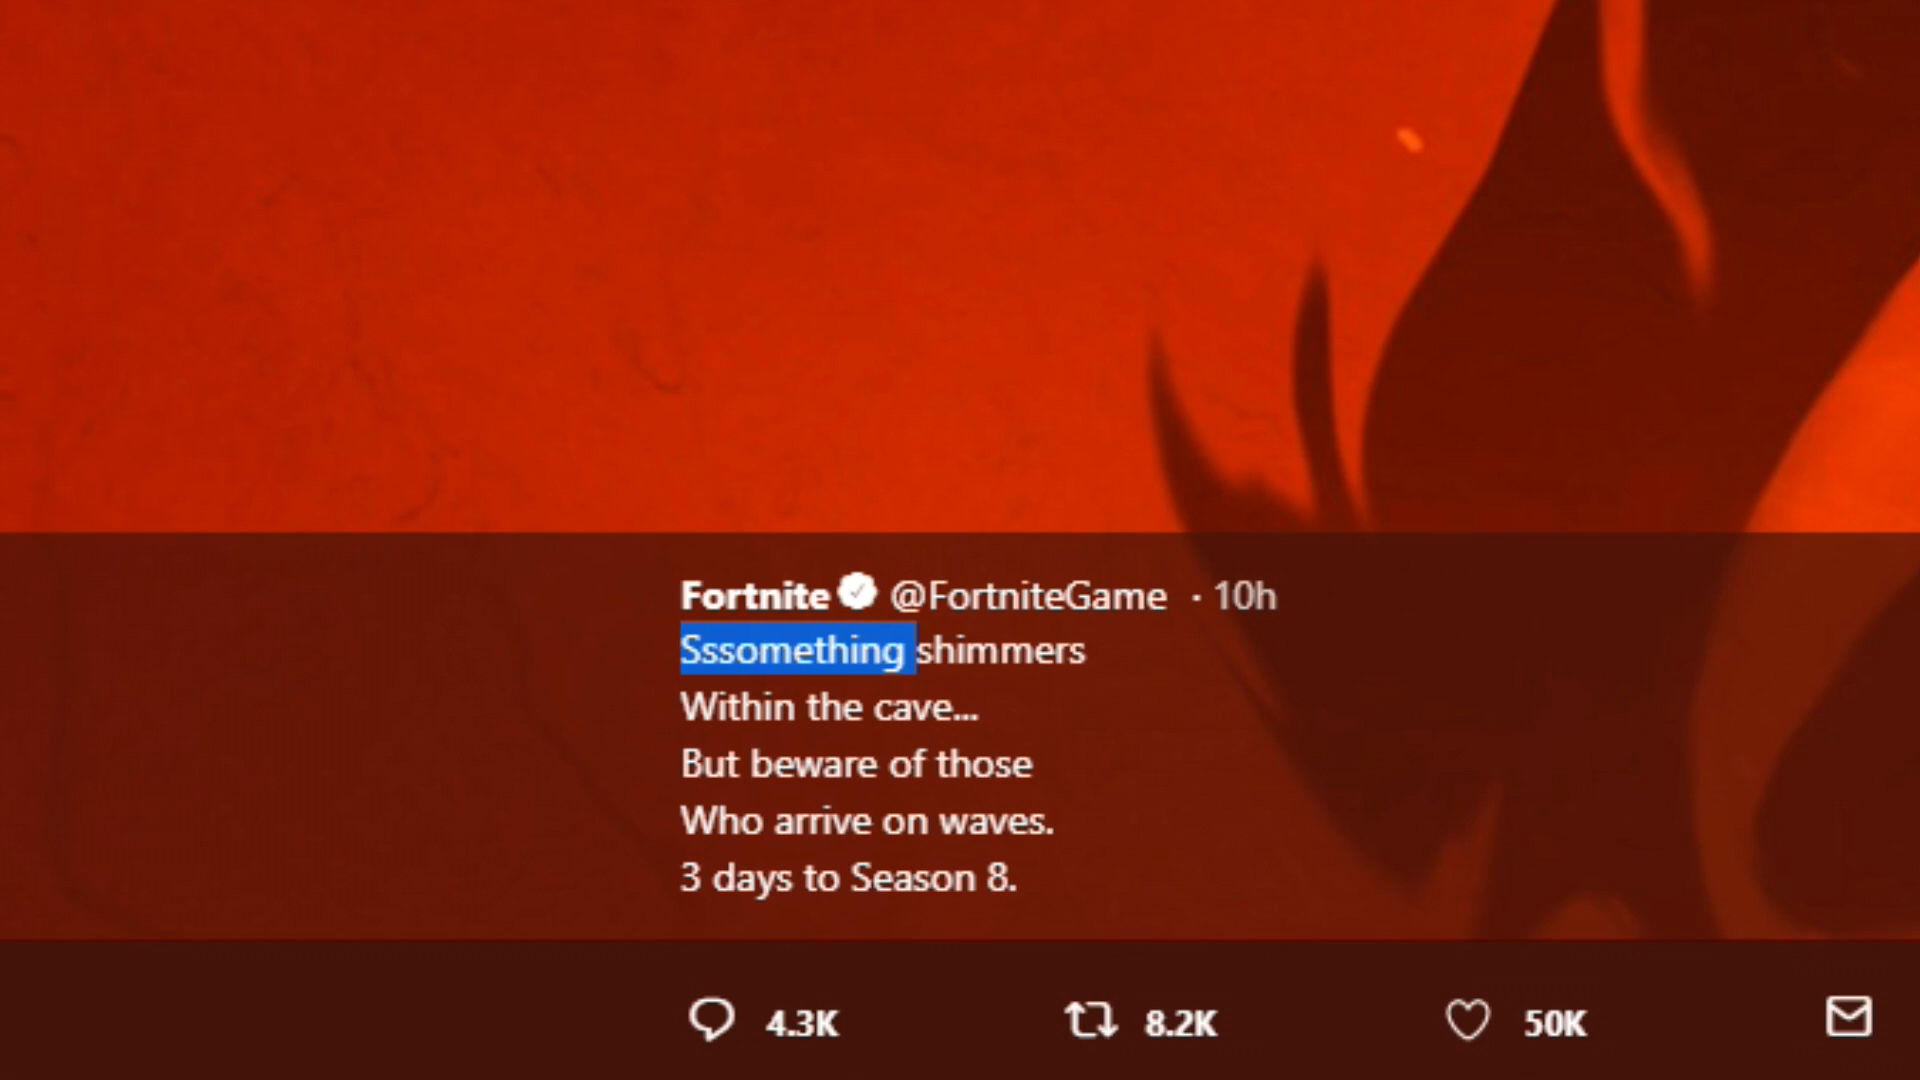 Fortnite @FortniteGame · 10h
Sssomething shimmers
Within the cave...
But beware of those
Who arrive on waves.
3 days to Season 8.
4.3K 8.2K 50K